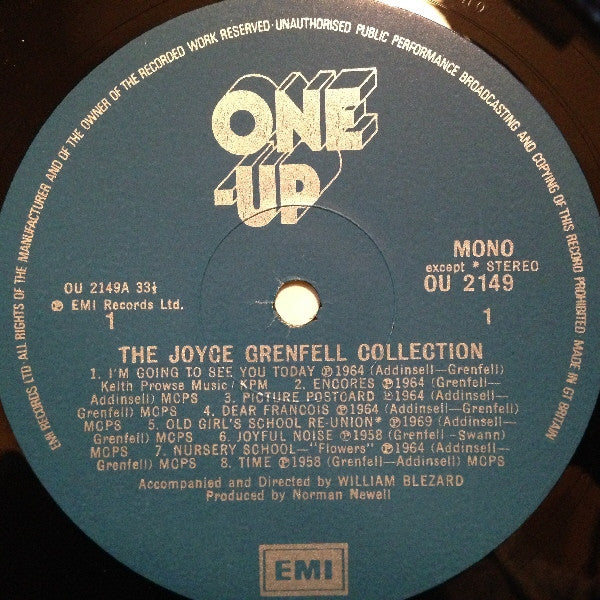 EMI RECORDS LTD ALL RIGHTS OF THE MANUFACTURER AND OF THE OWNER OF THE RECORDED WORK RESERVED·UNAUTHORISED PUBLIC PERFORMANCE BROADCASTING AND COPYING OF THIS RECORD PROHIBITED MADE IN GT BRITAIN
ONE
-UP
MONO
except * STEREO
OU 2149
1
OU 2149A 33⅓
℗ EMI Records Ltd.
1
THE JOYCE GRENFELL COLLECTION
1. I'M GOING TO SEE YOU TODAY ℗1964 (Addinsell—Grenfell)
Keith Prowse Music / KPM 2. ENCORES ℗1964 (Grenfell—
Addinsell) MCPS 3. PICTURE POSTCARD ℗1964 (Addinsell—
Grenfell) MCPS 4. DEAR FRANCOIS ℗1964 (Addinsell—Grenfell)
MCPS 5. OLD GIRL'S SCHOOL RE-UNION* ℗1969 (Addinsell—
Grenfell) MCPS 6. JOYFUL NOISE ℗1958 (Grenfell—Swann)
MCPS 7. NURSERY SCHOOL—"Flowers" ℗1964 (Addinsell—
Grenfell) MCPS 8. TIME ℗1958 (Grenfell—Addinsell) MCPS
Accompanied and Directed by WILLIAM BLEZARD
Produced by Norman Newell
EMI